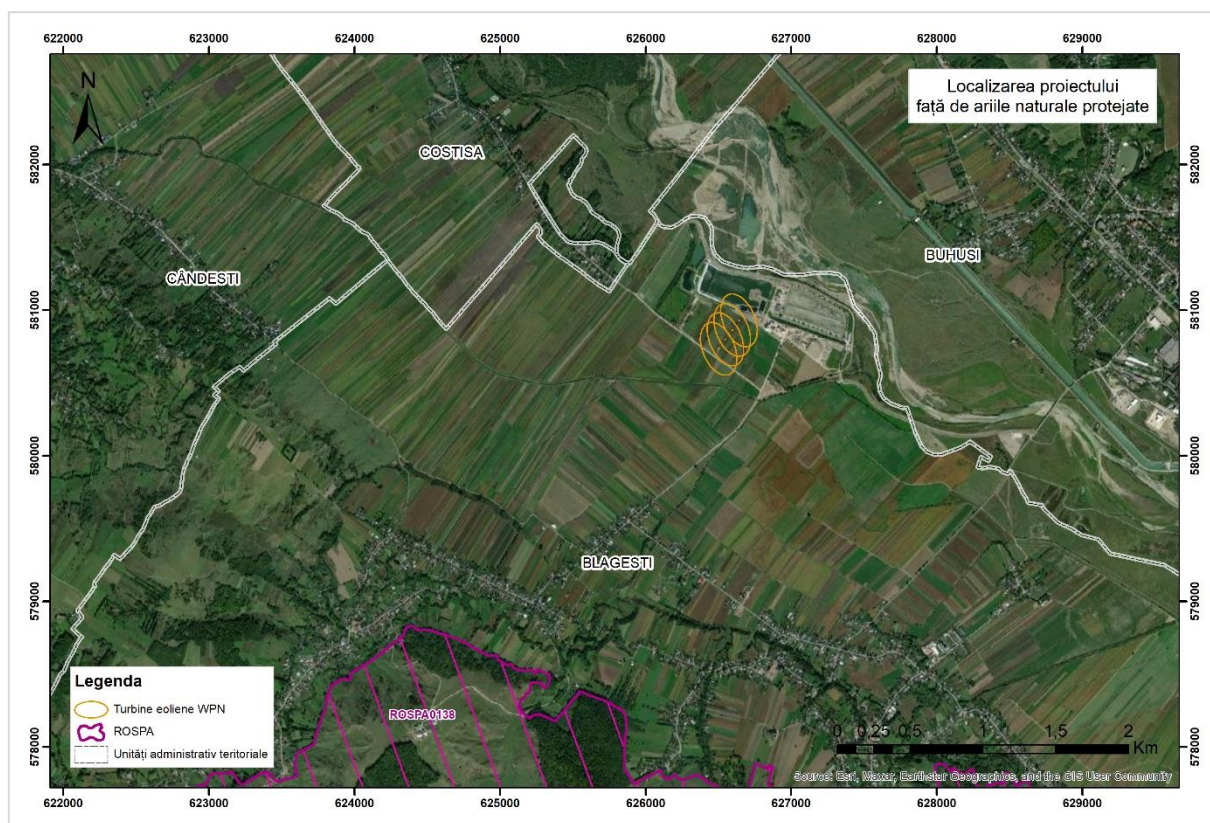 622000 623000 624000 625000 626000 627000 628000 629000
N
Localizarea proiectului
față de ariile naturale protejate
582000 582000
COSTISA
CÂNDESTI
BUHUSI
581000 581000
580000 580000
BLAGESTI
579000 579000
Legenda
Turbine eoliene WPN
ROSPA
Unități administrativ teritoriale
ROSPA0138
578000 578000
0 0,25 0,5 1 1,5 2
Km
Source: Esri, Maxar, Earthstar Geographics, and the GIS User Community
622000 623000 624000 625000 626000 627000 628000 629000